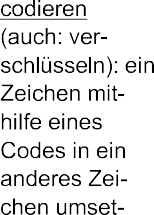 codieren
(auch: ver-
schlüsseln): ein
Zeichen mit-
hilfe eines
Codes in ein
anderes Zei-
chen umset-